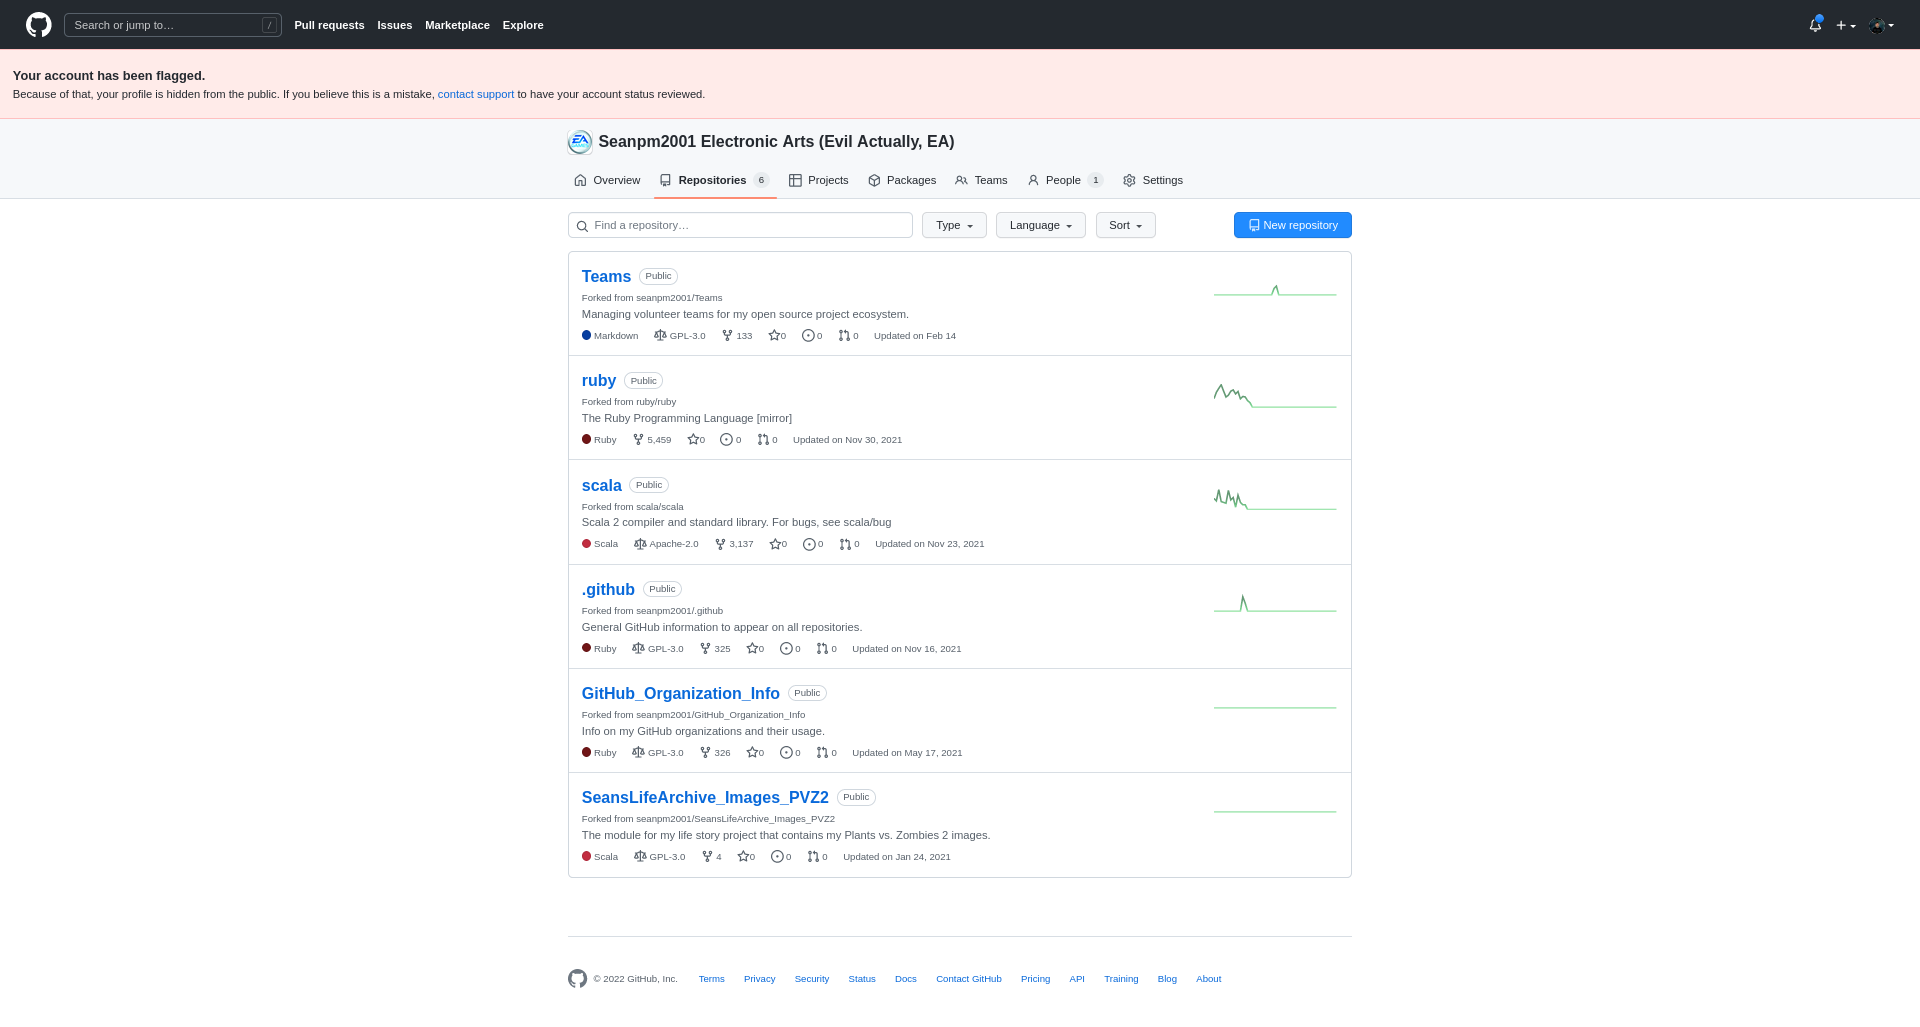 Search or jump to… /
Pull requests Issues Marketplace Explore
Your account has been flagged.
Because of that, your profile is hidden from the public. If you believe this is a mistake, contact support to have your account status reviewed.
EA Seanpm2001 Electronic Arts (Evil Actually, EA)
Overview Repositories 6 Projects Packages Teams People 1 Settings
Find a repository… Type Language Sort New repository
Teams Public
Forked from seanpm2001/Teams
Managing volunteer teams for my open source project ecosystem.
Markdown GPL-3.0 133 0 0 0 Updated on Feb 14
ruby Public
Forked from ruby/ruby
The Ruby Programming Language [mirror]
Ruby 5,459 0 0 0 Updated on Nov 30, 2021
scala Public
Forked from scala/scala
Scala 2 compiler and standard library. For bugs, see scala/bug
Scala Apache-2.0 3,137 0 0 0 Updated on Nov 23, 2021
.github Public
Forked from seanpm2001/.github
General GitHub information to appear on all repositories.
Ruby GPL-3.0 325 0 0 0 Updated on Nov 16, 2021
GitHub_Organization_Info Public
Forked from seanpm2001/GitHub_Organization_Info
Info on my GitHub organizations and their usage.
Ruby GPL-3.0 326 0 0 0 Updated on May 17, 2021
SeansLifeArchive_Images_PVZ2 Public
Forked from seanpm2001/SeansLifeArchive_Images_PVZ2
The module for my life story project that contains my Plants vs. Zombies 2 images.
Scala GPL-3.0 4 0 0 0 Updated on Jan 24, 2021
© 2022 GitHub, Inc. Terms Privacy Security Status Docs Contact GitHub Pricing API Training Blog About